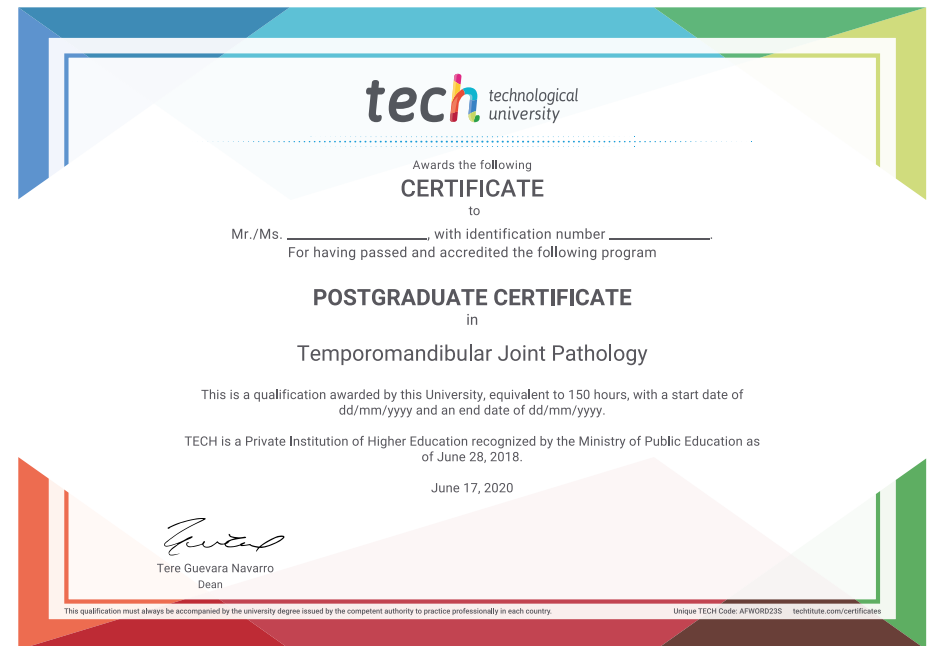 tech technological
university
Awards the following
CERTIFICATE
to
Mr./Ms. ____________________, with identification number ______________.
For having passed and accredited the following program
POSTGRADUATE CERTIFICATE
in
Temporomandibular Joint Pathology
This is a qualification awarded by this University, equivalent to 150 hours, with a start date of
dd/mm/yyyy and an end date of dd/mm/yyyy.
TECH is a Private Institution of Higher Education recognized by the Ministry of Public Education as
of June 28, 2018.
June 17, 2020
Tere Guevara Navarro
Dean
This qualification must always be accompanied by the university degree issued by the competent authority to practice professionally in each country.
Unique TECH Code: AFWORD23S techtitute.com/certificates